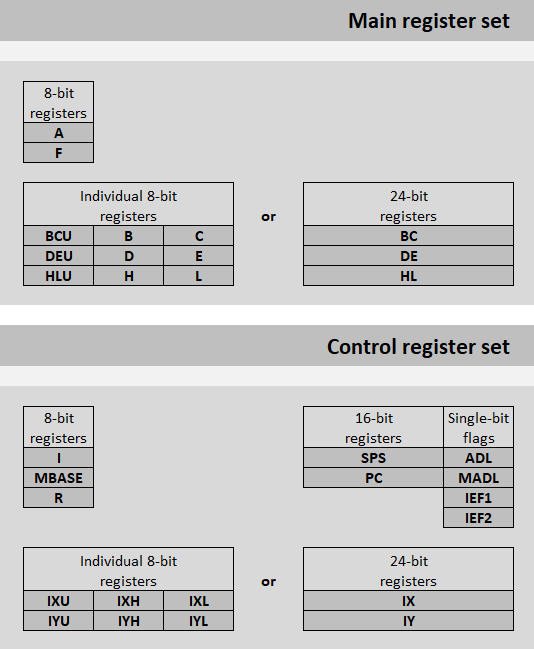 Main register set
8-bit
registers
A
F
Individual 8-bit
registers
BCU B C
DEU D E
HLU H L
or
24-bit
registers
BC
DE
HL
Control register set
8-bit
registers
I
MBASE
R
16-bit
registers
SPS
PC
Single-bit
flags
ADL
MADL
IEF1
IEF2
Individual 8-bit
registers
IXU IXH IXL
IYU IYH IYL
or
24-bit
registers
IX
IY